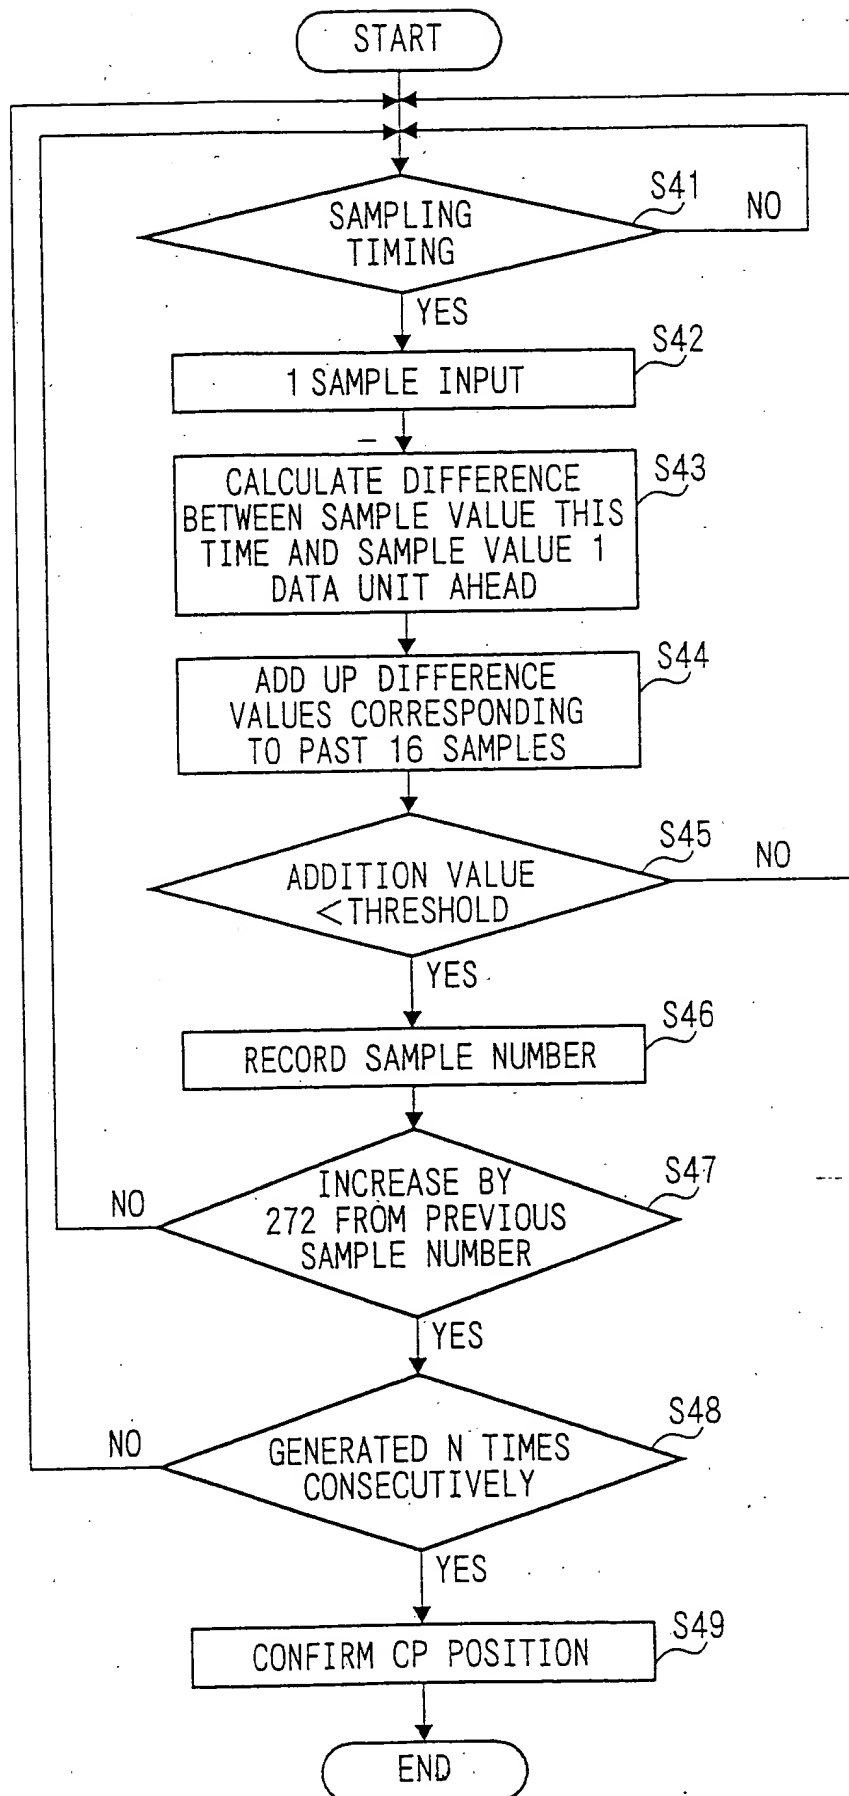 START
SAMPLING
TIMING
S41
NO
YES
1 SAMPLE INPUT
S42
CALCULATE DIFFERENCE
BETWEEN SAMPLE VALUE THIS
TIME AND SAMPLE VALUE 1
DATA UNIT AHEAD
S43
ADD UP DIFFERENCE
VALUES CORRESPONDING
TO PAST 16 SAMPLES
S44
ADDITION VALUE
<THRESHOLD
S45
NO
YES
RECORD SAMPLE NUMBER
S46
INCREASE BY
272 FROM PREVIOUS
SAMPLE NUMBER
S47
NO
YES
GENERATED N TIMES
CONSECUTIVELY
S48
NO
YES
CONFIRM CP POSITION
S49
END